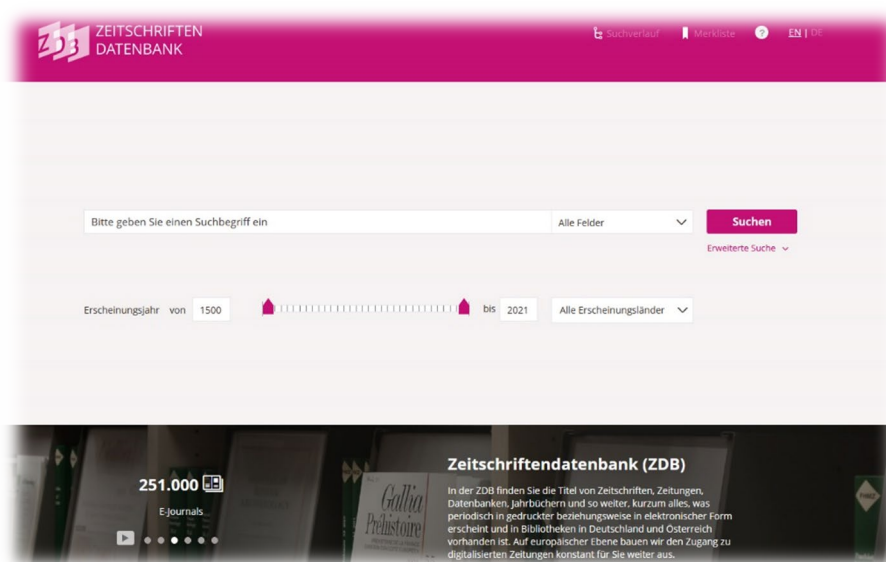 ZDB
ZEITSCHRIFTEN
DATENBANK
Suchverlauf
Merkliste
?
EN | DE
Bitte geben Sie einen Suchbegriff ein
Alle Felder
Suchen
Erweiterte Suche
Erscheinungsjahr von 1500 bis 2021 Alle Erscheinungsländer
251.000
E-Journals
Gallia
Préhistoire
Zeitschriftendatenbank (ZDB)
In der ZDB finden Sie die Titel von Zeitschriften, Zeitungen,
Datenbanken, Jahrbüchern und so weiter, kurzum alles, was
periodisch in gedruckter beziehungsweise in elektronischer Form
erscheint und in Bibliotheken in Deutschland und Österreich
vorhanden ist. Auf europäischer Ebene bauen wir den Zugang zu
digitalisierten Zeitungen konstant für Sie weiter aus.